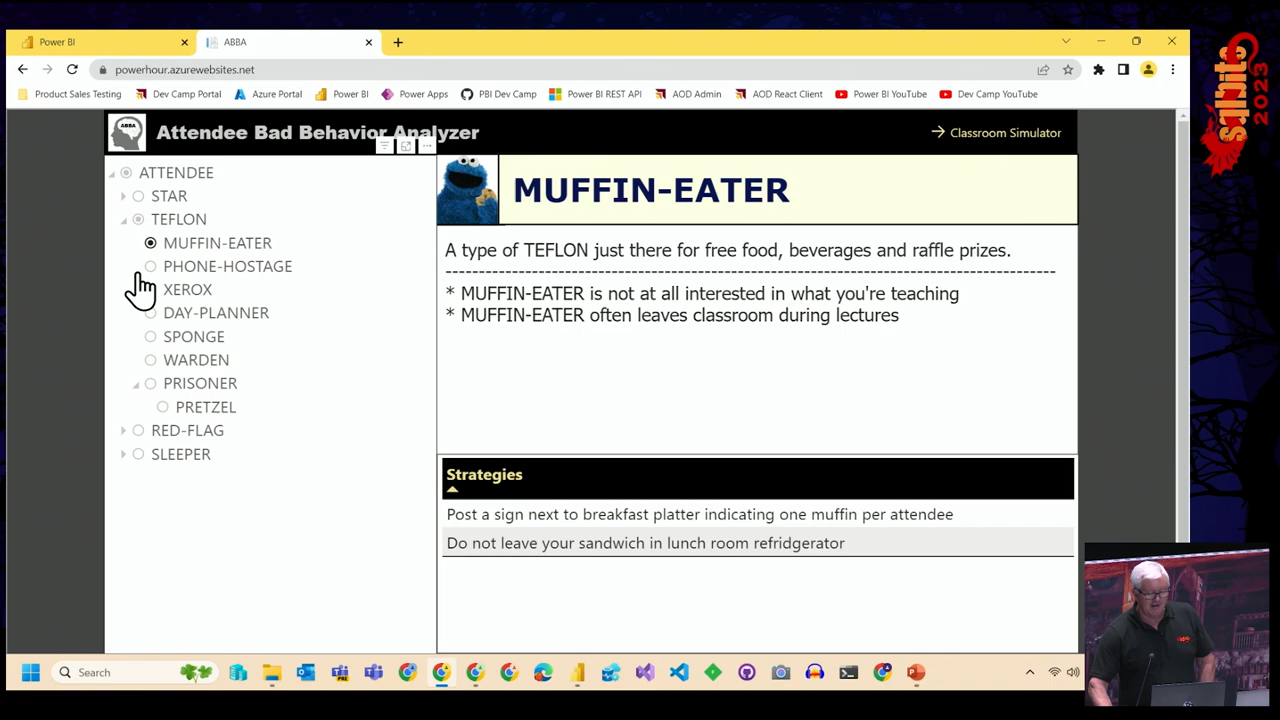 Power BI
ABBA
powerhour.azurewebsites.net
Product Sales Testing
Dev Camp Portal
Azure Portal
Power BI
Power Apps
PBI Dev Camp
Power BI REST API
AOD Admin
AOD React Client
Power BI YouTube
Dev Camp YouTube
ABBA
Attendee Bad Behavior Analyzer
Classroom Simulator
ATTENDEE
STAR
TEFLON
MUFFIN-EATER
PHONE-HOSTAGE
XEROX
DAY-PLANNER
SPONGE
WARDEN
PRISONER
PRETZEL
RED-FLAG
SLEEPER
MUFFIN-EATER
A type of TEFLON just there for free food, beverages and raffle prizes.
* MUFFIN-EATER is not at all interested in what you're teaching
* MUFFIN-EATER often leaves classroom during lectures
Strategies
Post a sign next to breakfast platter indicating one muffin per attendee
Do not leave your sandwich in lunch room refridgerator
Search
PRE
sqlbits
2023